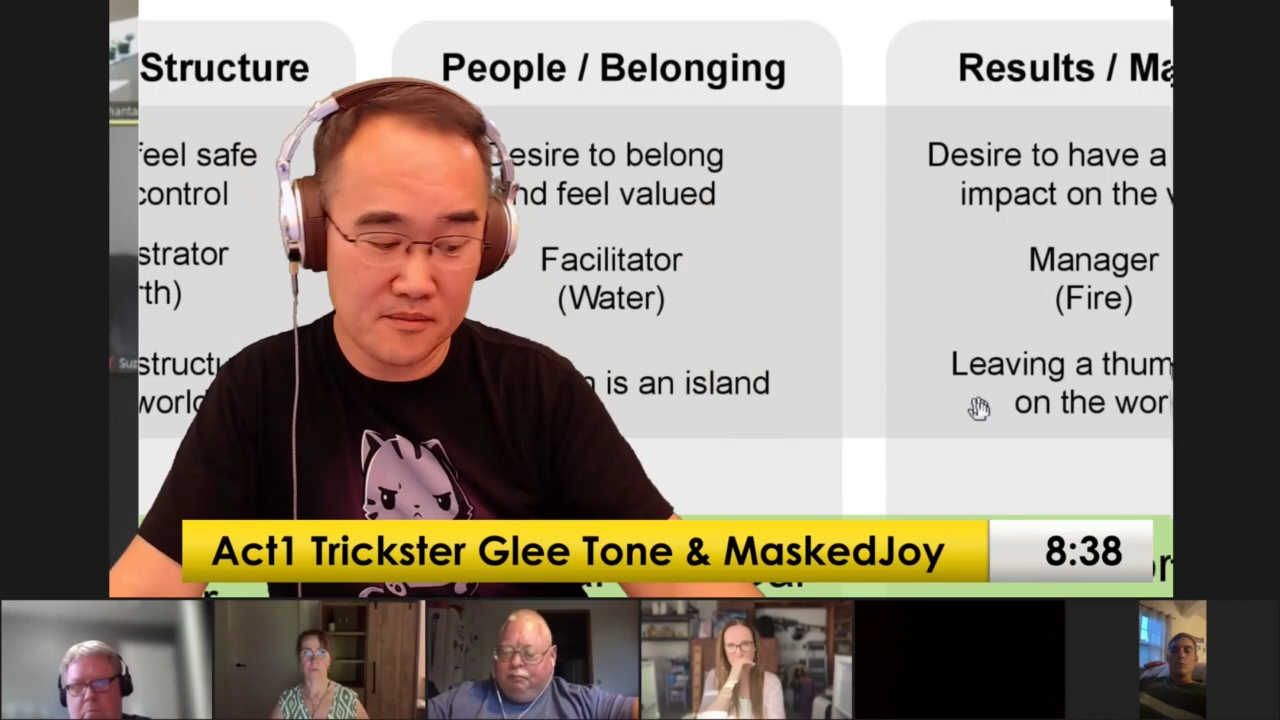 Structure
People / Belonging
Results / Ma
feel safe
control
esire to belong
nd feel valued
Desire to have a
impact on the
strator
rth)
Facilitator
(Water)
Manager
(Fire)
structu
world
is an island
Leaving a thum
on the wor
Act1 Trickster Glee Tone & MaskedJoy
8:38